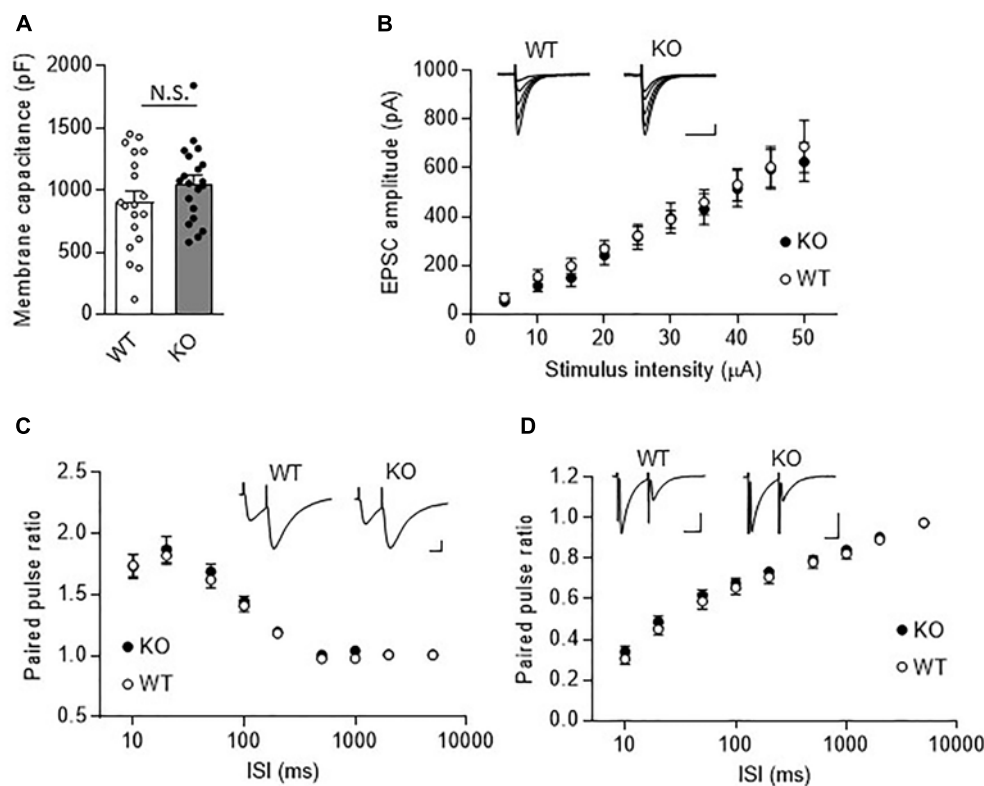 A
Membrane capacitance (pF)
2000
1500
1000
500
0
N.S.
WT
KO
B
EPSC amplitude (pA)
1000
800
600
400
200
0
WT
KO
KO
WT
0
10
20
30
40
50
Stimulus intensity (μA)
C
Paired pulse ratio
2.5
2.0
1.5
1.0
0.5
WT
KO
KO
WT
10
100
1000
10000
ISI (ms)
D
Paired pulse ratio
1.2
1.0
0.8
0.6
0.4
0.2
0.0
WT
KO
KO
WT
10
100
1000
10000
ISI (ms)